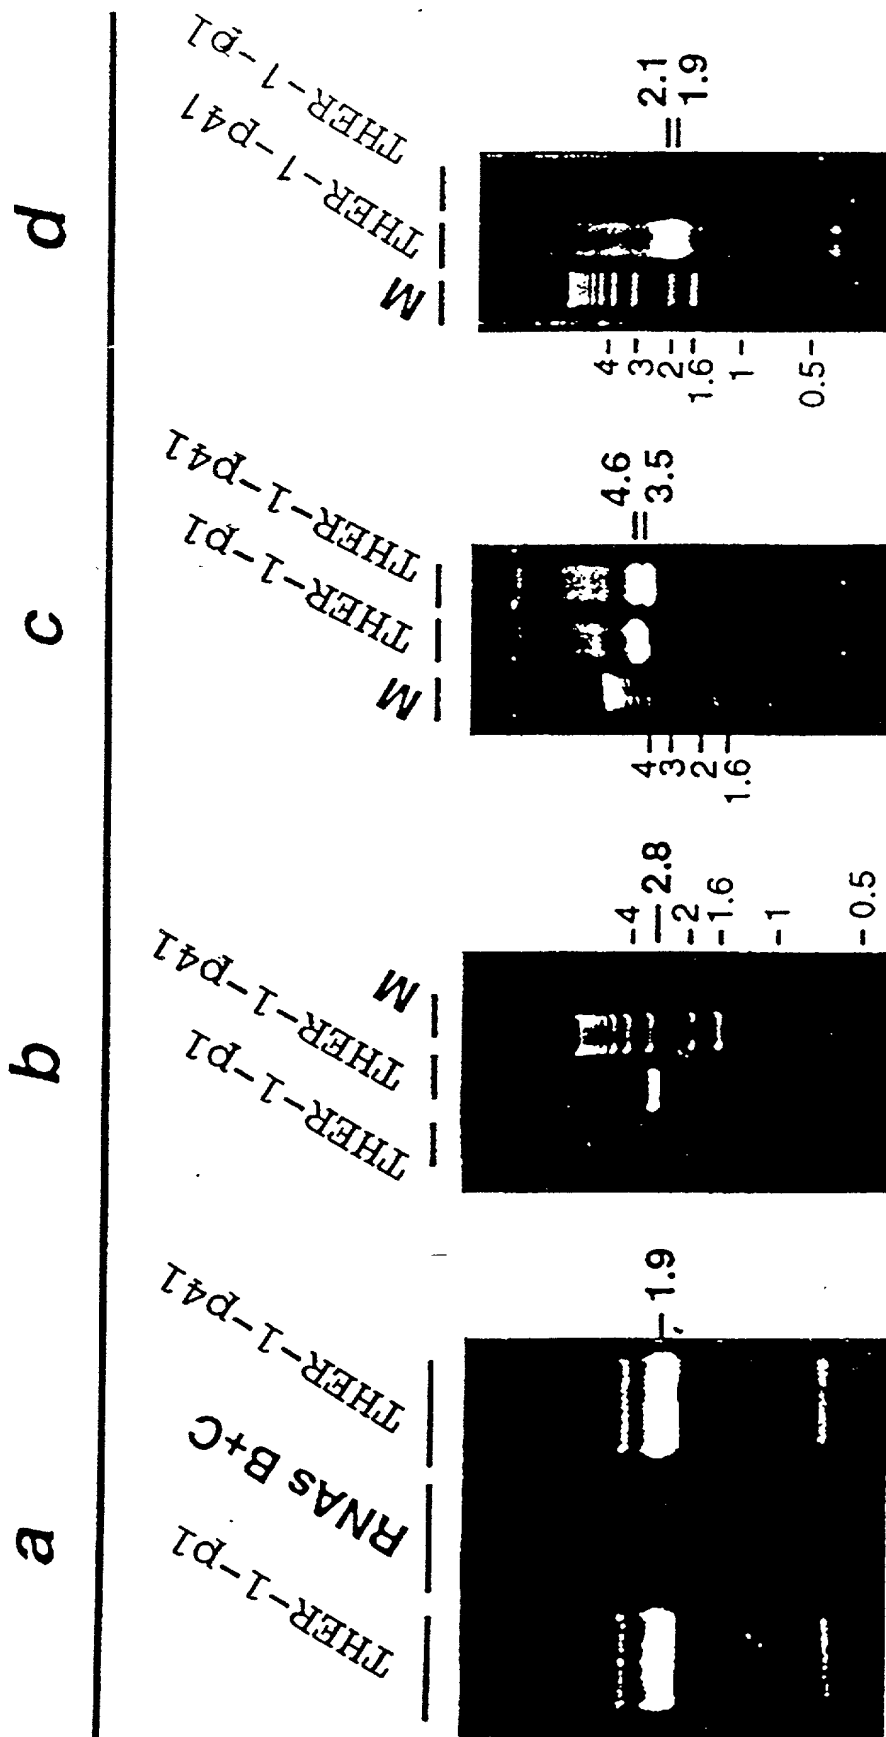 a
THER-1-p1
RNAs B+C
THER-1-p41
1.9
b
THER-1-p1
THER-1-p41
M
4
2.8
2
1.6
1
0.5
c
M
THER-1-p1
THER-1-p41
4
3
2
1.6
4.6
3.5
d
M
THER-1-p41
THER-1-p1
4
3
2
1.6
1
0.5
2.1
1.9